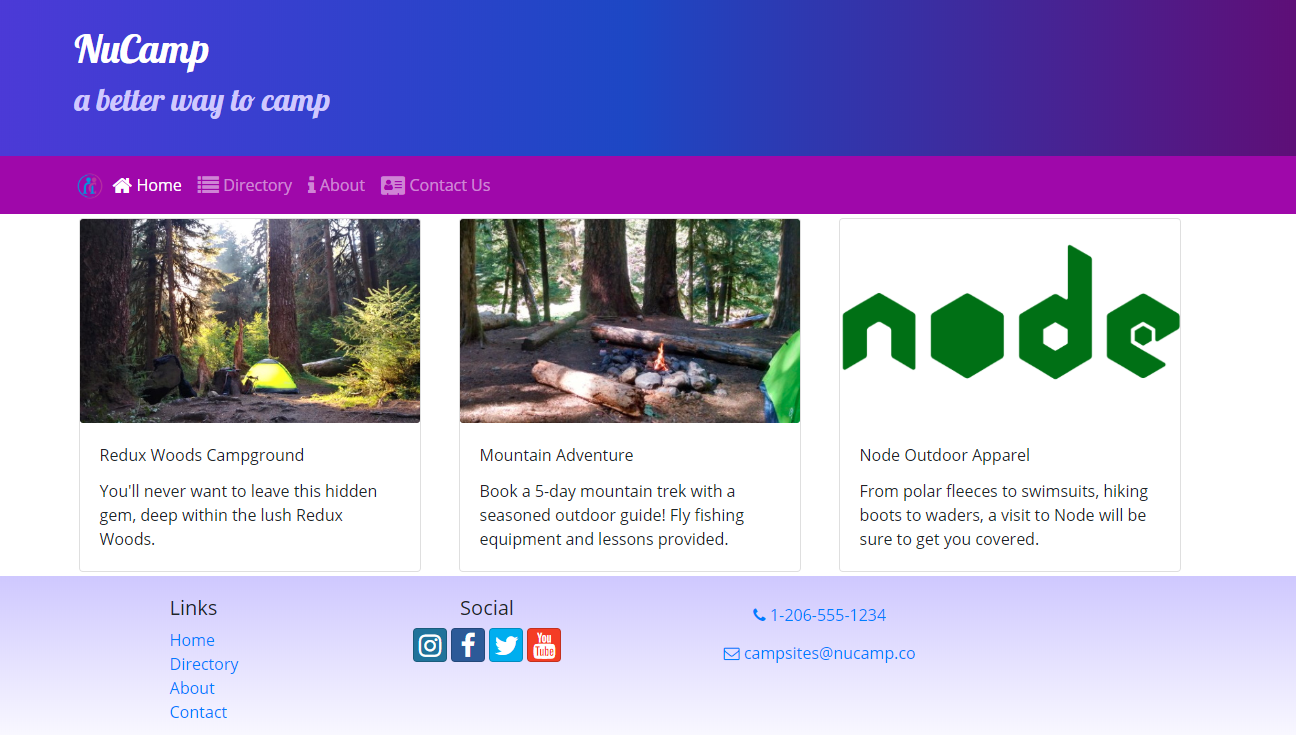 NuCamp
a better way to camp
Home Directory About Contact Us
node
Redux Woods Campground
You'll never want to leave this hidden
gem, deep within the lush Redux
Woods.
Mountain Adventure
Book a 5-day mountain trek with a
seasoned outdoor guide! Fly fishing
equipment and lessons provided.
Node Outdoor Apparel
From polar fleeces to swimsuits, hiking
boots to waders, a visit to Node will be
sure to get you covered.
Links
Home
Directory
About
Contact
Social
You
Tube
1-206-555-1234
campsites@nucamp.co